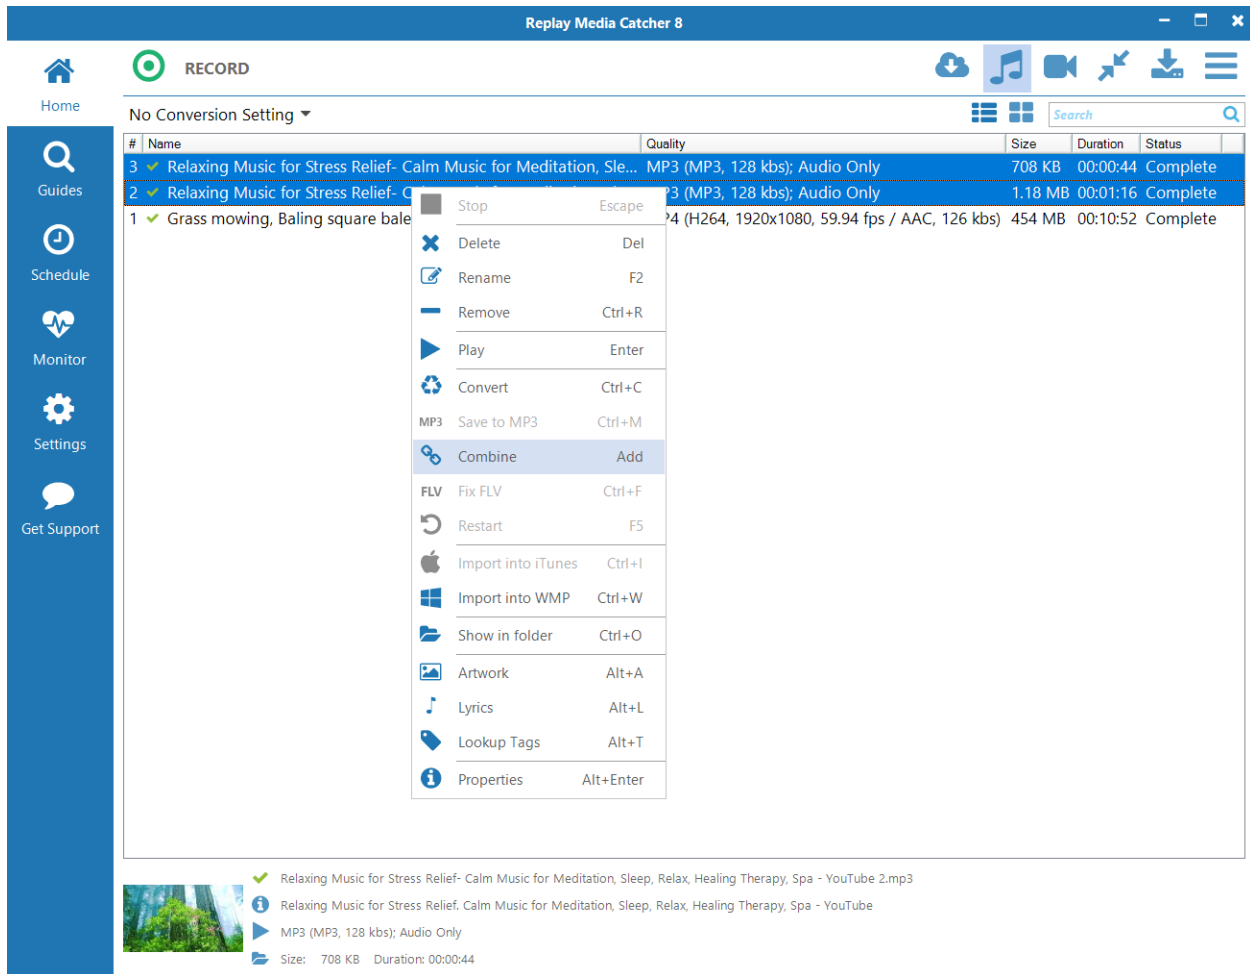 Replay Media Catcher 8
Home
RECORD
No Conversion Setting
Search
# Name Quality Size Duration Status
3 Relaxing Music for Stress Relief- Calm Music for Meditation, Sle... MP3 (MP3, 128 kbs); Audio Only 708 KB 00:00:44 Complete
2 Relaxing Music for Stress Relief- (MP3, 128 kbs); Audio Only 1.18 MB 00:01:16 Complete
1 Grass mowing, Baling square bale (H264, 1920x1080, 59.94 fps / AAC, 126 kbs) 454 MB 00:10:52 Complete
Guides
Schedule
Monitor
Settings
Get Support
Stop Escape
Delete Del
Rename F2
Remove Ctrl+R
Play Enter
Convert Ctrl+C
MP3 Save to MP3 Ctrl+M
Combine Add
FLV Fix FLV Ctrl+F
Restart F5
Import into iTunes Ctrl+I
Import into WMP Ctrl+W
Show in folder Ctrl+O
Artwork Alt+A
Lyrics Alt+L
Lookup Tags Alt+T
Properties Alt+Enter
Relaxing Music for Stress Relief- Calm Music for Meditation, Sleep, Relax, Healing Therapy, Spa - YouTube 2.mp3
Relaxing Music for Stress Relief. Calm Music for Meditation, Sleep, Relax, Healing Therapy, Spa - YouTube
MP3 (MP3, 128 kbs); Audio Only
Size: 708 KB Duration: 00:00:44